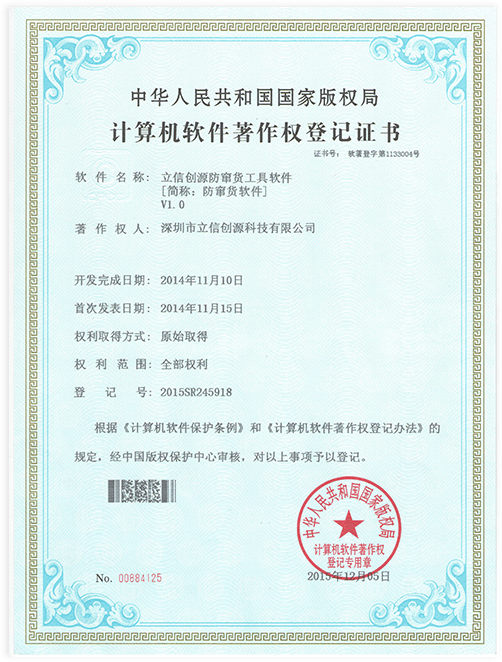 中华人民共和国国家版权局
计算机软件著作权登记证书
证书号： 软著登字第1133004号
软件名称： 立信创源防窜货工具软件
[简称：防窜货软件]
V1.0
著作权人： 深圳市立信创源科技有限公司
开发完成日期： 2014年11月10日
首次发表日期： 2014年11月15日
权利取得方式： 原始取得
权利范围： 全部权利
登记号： 2015SR245918
根据《计算机软件保护条例》和《计算机软件著作权登记办法》的
规定，经中国版权保护中心审核，对以上事项予以登记。
中华人民共和国国家版权局
计算机软件著作权
登记专用章
No. 00884125
2015年12月05日